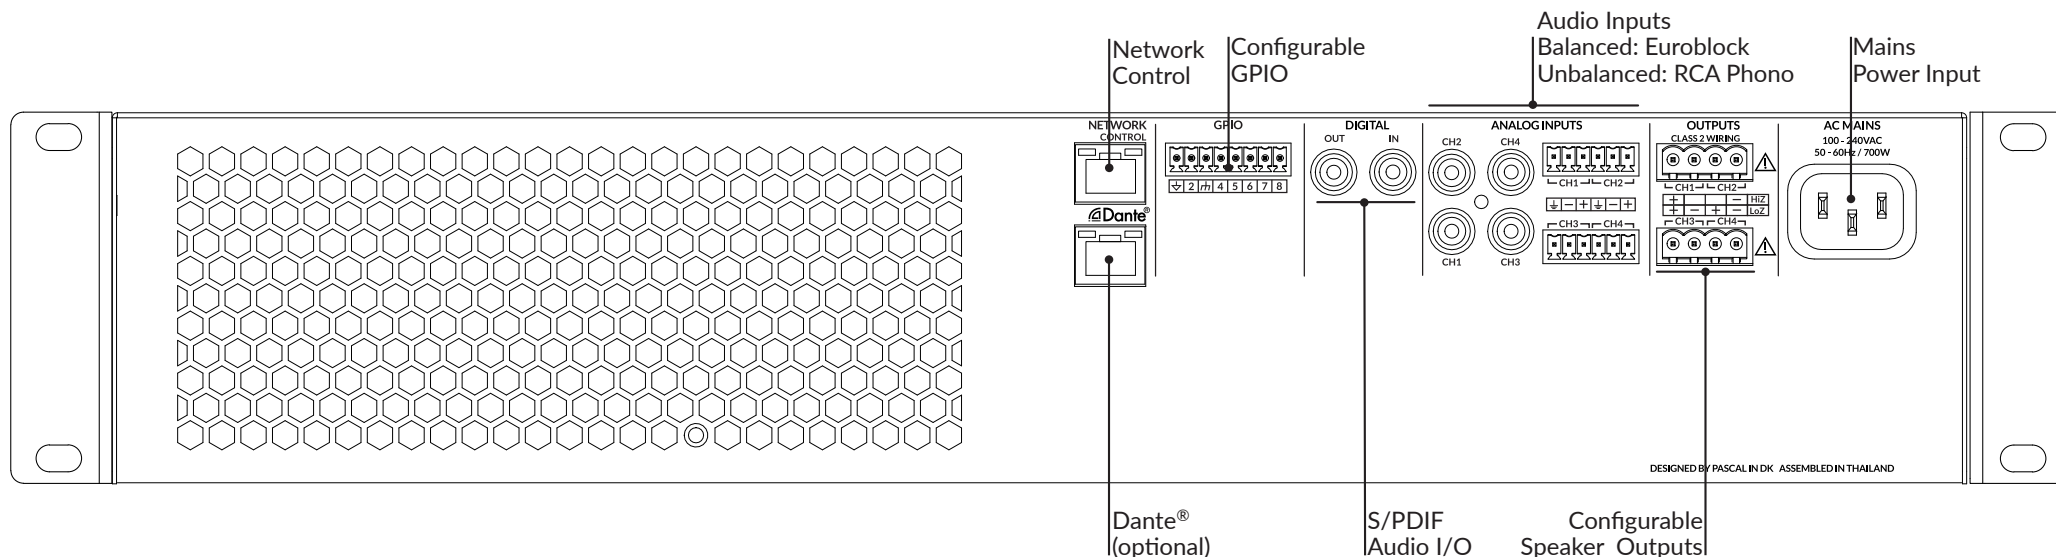 Audio Inputs
Balanced: Euroblock
Unbalanced: RCA Phono
Network
Control
Configurable
GPIO
Mains
Power Input
NETWORK
CONTROL
GPIO
DIGITAL
OUT IN
ANALOG INPUTS
CH2 CH4
CH1 CH2
OUTPUTS
CLASS 2 WIRING
CH1 CH2
AC MAINS
100 - 240VAC
50 - 60Hz / 700W
2 4 5 6 7 8
Dante®
- + - +
+ - HiZ
+ - + - LoZ
CH3 CH4
CH3 CH4
CH1 CH3
DESIGNED BY PASCAL IN DK ASSEMBLED IN THAILAND
Dante®
(optional)
S/PDIF
Audio I/O
Configurable
Speaker Outputs